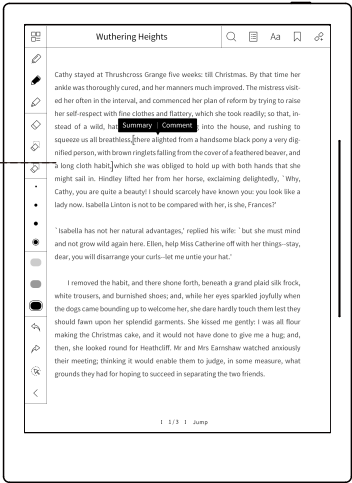 Wuthering Heights
Aa
Cathy stayed at Thrushcross Grange five weeks: till Christmas. By that time her
ankle was thoroughly cured, and her manners much improved. The mistress visit-
ed her often in the interval, and commenced her plan of reform by trying to raise
her self-respect with fine clothes and flattery, which she took readily; so that, in-
stead of a wild, hat
Summary | Comment
into the house, and rushing to
squeeze us all breathless, there alighted from a handsome black pony a very dig-
nified person, with brown ringlets falling from the cover of a feathered beaver, and
a long cloth habit, which she was obliged to hold up with both hands that she
might sail in. Hindley lifted her from her horse, exclaiming delightedly, `Why,
Cathy, you are quite a beauty! I should scarcely have known you: you look like a
lady now. Isabella Linton is not to be compared with her, is she, Frances?'
`Isabella has not her natural advantages,' replied his wife: ` but she must mind
and not grow wild again here. Ellen, help Miss Catherine off with her things--stay,
dear, you will disarrange your curls--let me untie your hat.'
I removed the habit, and there shone forth, beneath a grand plaid silk frock,
white trousers, and burnished shoes; and, while her eyes sparkled joyfully when
the dogs came bounding up to welcome her, she dare hardly touch them lest they
should fawn upon her splendid garments. She kissed me gently: I was all flour
making the Christmas cake, and it would not have done to give me a hug; and,
then, she looked round for Heathcliff. Mr and Mrs Earnshaw watched anxiously
their meeting; thinking it would enable them to judge, in some measure, what
grounds they had for hoping to succeed in separating the two friends.
I 1/3 I Jump